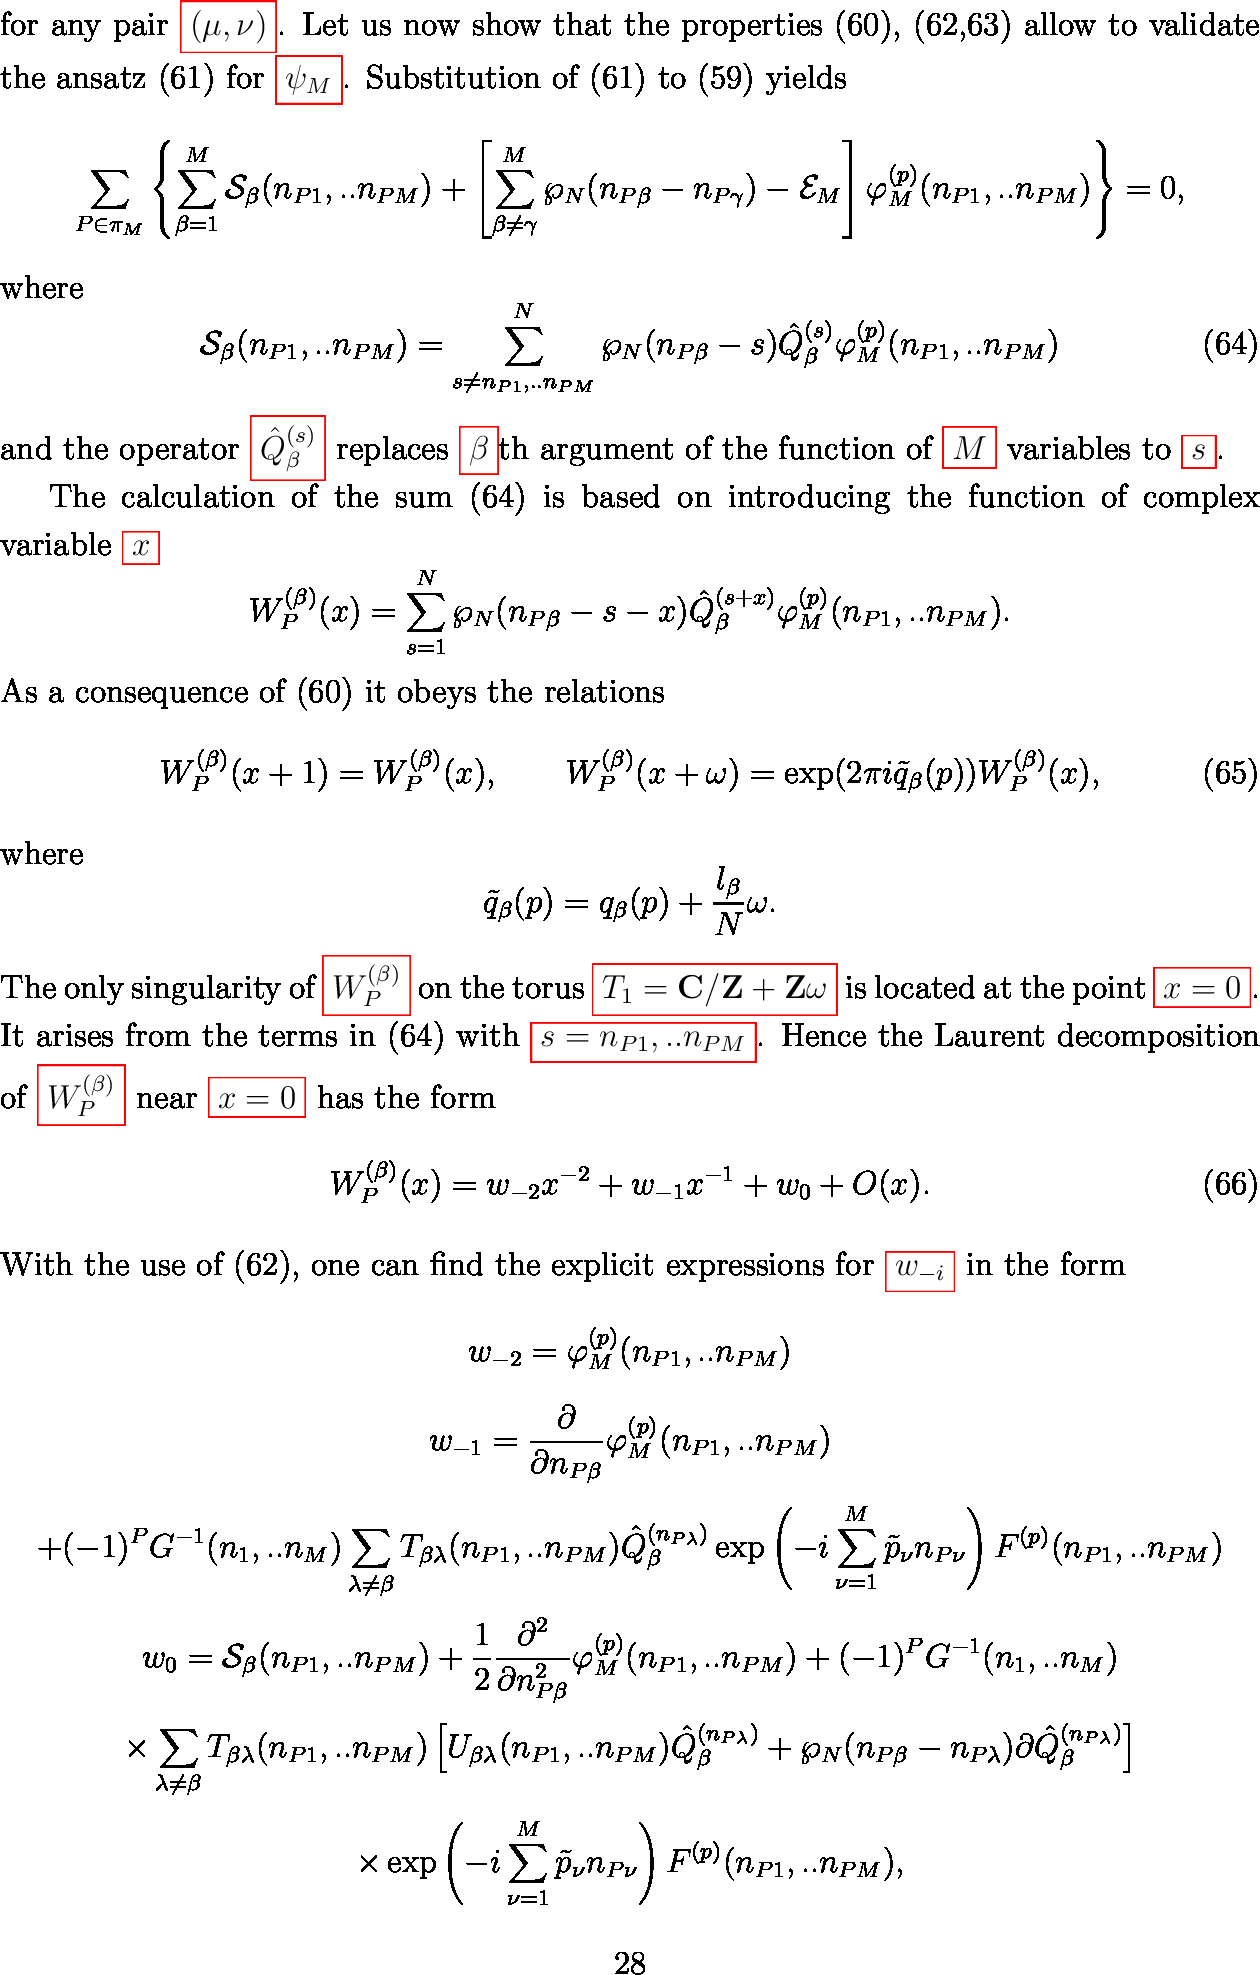 for any pair $(\mu, \nu)$. Let us now show that the properties (60), (62,63) allow to validate
the ansatz (61) for $\psi_M$. Substitution of (61) to (59) yields
$$\sum_{P \in \pi_M} \left\{ \sum_{\beta=1}^{M} \mathcal{S}_\beta(n_{P1}, ..n_{PM}) + \left[ \sum_{\beta \neq \gamma}^{M} \wp_N(n_{P\beta} - n_{P\gamma}) - \mathcal{E}_M \right] \varphi_M^{(p)}(n_{P1}, ..n_{PM}) \right\} = 0,$$
where
$$\mathcal{S}_\beta(n_{P1}, ..n_{PM}) = \sum_{s \neq n_{P1}, ..n_{PM}}^{N} \wp_N(n_{P\beta} - s) \hat{Q}_\beta^{(s)} \varphi_M^{(p)}(n_{P1}, ..n_{PM}) \quad (64)$$
and the operator $\hat{Q}_\beta^{(s)}$ replaces $\beta$th argument of the function of $M$ variables to $s$.
The calculation of the sum (64) is based on introducing the function of complex
variable $x$
$$W_P^{(\beta)}(x) = \sum_{s=1}^{N} \wp_N(n_{P\beta} - s - x) \hat{Q}_\beta^{(s+x)} \varphi_M^{(p)}(n_{P1}, ..n_{PM}).$$
As a consequence of (60) it obeys the relations
$$W_P^{(\beta)}(x + 1) = W_P^{(\beta)}(x), \qquad W_P^{(\beta)}(x + \omega) = \exp(2\pi i \tilde{q}_\beta(p)) W_P^{(\beta)}(x), \quad (65)$$
where
$$\tilde{q}_\beta(p) = q_\beta(p) + \frac{l_\beta}{N} \omega.$$
The only singularity of $W_P^{(\beta)}$ on the torus $T_1 = \mathbf{C}/\mathbf{Z} + \mathbf{Z}\omega$ is located at the point $x = 0$.
It arises from the terms in (64) with $s = n_{P1}, ..n_{PM}$. Hence the Laurent decomposition
of $W_P^{(\beta)}$ near $x = 0$ has the form
$$W_P^{(\beta)}(x) = w_{-2} x^{-2} + w_{-1} x^{-1} + w_0 + O(x). \quad (66)$$
With the use of (62), one can find the explicit expressions for $w_{-i}$ in the form
$$w_{-2} = \varphi_M^{(p)}(n_{P1}, ..n_{PM})$$
$$w_{-1} = \frac{\partial}{\partial n_{P\beta}} \varphi_M^{(p)}(n_{P1}, ..n_{PM})$$
$$+ (-1)^P G^{-1}(n_1, ..n_M) \sum_{\lambda \neq \beta} T_{\beta\lambda}(n_{P1}, ..n_{PM}) \hat{Q}_\beta^{(n_{P\lambda})} \exp \left( -i \sum_{\nu=1}^{M} \tilde{p}_\nu n_{P\nu} \right) F^{(p)}(n_{P1}, ..n_{PM})$$
$$w_0 = \mathcal{S}_\beta(n_{P1}, ..n_{PM}) + \frac{1}{2} \frac{\partial^2}{\partial n_{P\beta}^2} \varphi_M^{(p)}(n_{P1}, ..n_{PM}) + (-1)^P G^{-1}(n_1, ..n_M)$$
$$\times \sum_{\lambda \neq \beta} T_{\beta\lambda}(n_{P1}, ..n_{PM}) \left[ U_{\beta\lambda}(n_{P1}, ..n_{PM}) \hat{Q}_\beta^{(n_{P\lambda})} + \wp_N(n_{P\beta} - n_{P\lambda}) \partial \hat{Q}_\beta^{(n_{P\lambda})} \right]$$
$$\times \exp \left( -i \sum_{\nu=1}^{M} \tilde{p}_\nu n_{P\nu} \right) F^{(p)}(n_{P1}, ..n_{PM}),$$
28